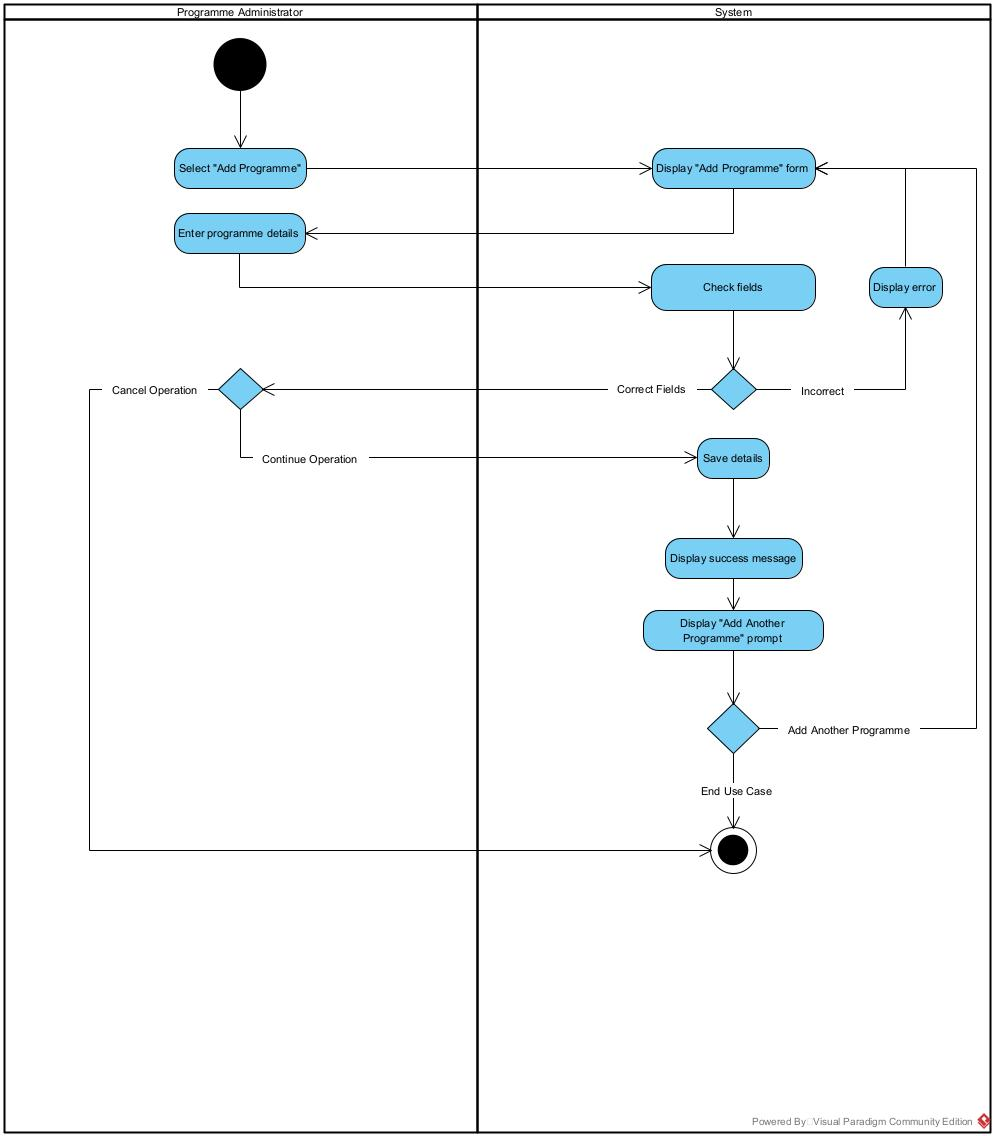 Programme Administrator
System
Select "Add Programme"
Display "Add Programme" form
Enter programme details
Check fields
Display error
Cancel Operation
Correct Fields
Incorrect
Continue Operation
Save details
Display success message
Display "Add Another
Programme" prompt
Add Another Programme
End Use Case
Powered By Visual Paradigm Community Edition